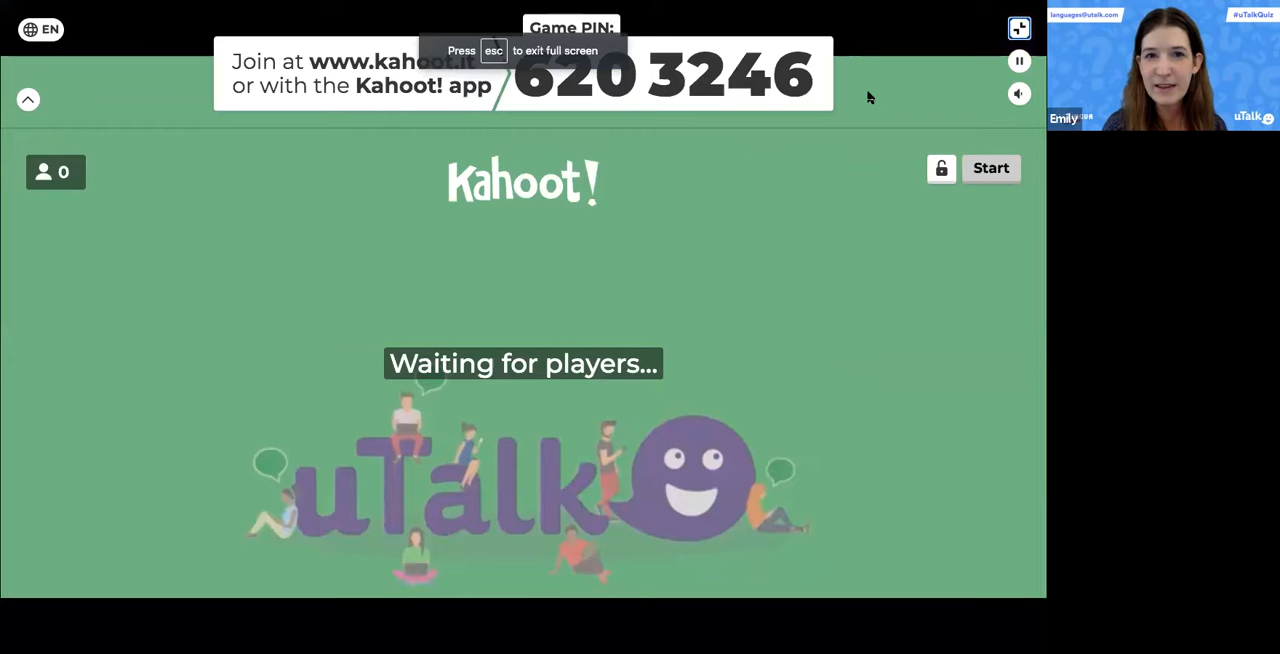 EN
Game PIN:
Press esc to exit full screen
Join at www.kahoot.it
or with the Kahoot! app
620 3246
0
Kahoot!
Start
Waiting for players...
uTalk
languages@utalk.com
#uTalkQuiz
Emily
uTalk